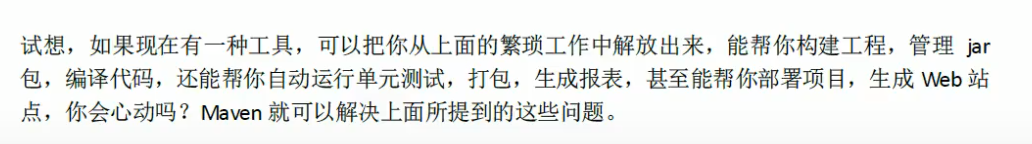 试想，如果现在有一种工具，可以把你从上面的繁琐工作中解放出来，能帮你构建工程，管理 jar
包，编译代码，还能帮你自动运行单元测试，打包，生成报表，甚至能帮你部署项目，生成 Web 站
点，你会心动吗？Maven 就可以解决上面所提到的这些问题。